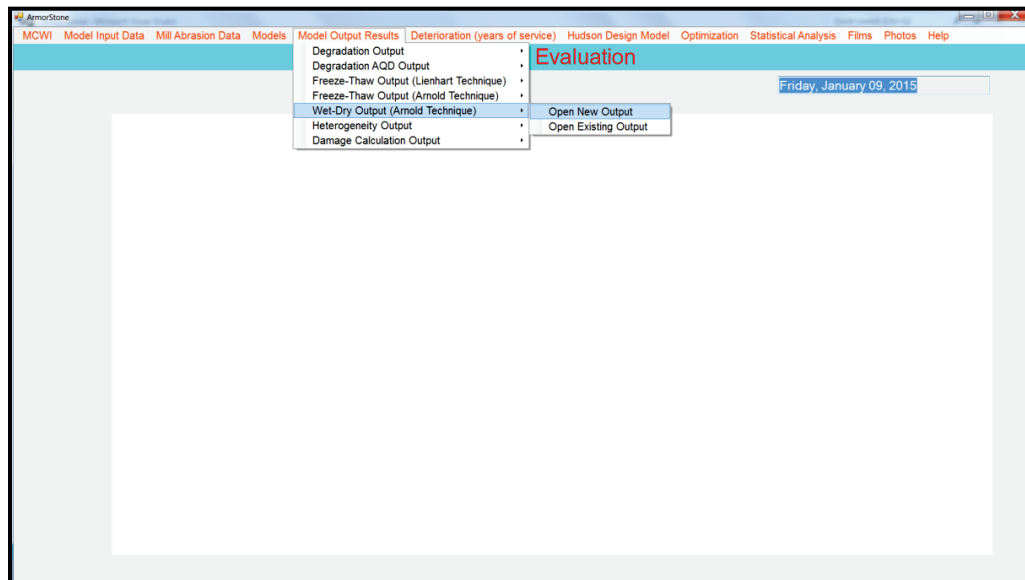 ArmorStone
MCWI Model Input Data Mill Abrasion Data Models Model Output Results Deterioration (years of service) Hudson Design Model Optimization Statistical Analysis Films Photos Help
Evaluation
Friday, January 09, 2015
Degradation Output
Degradation AQD Output
Freeze-Thaw Output (Lienhart Technique)
Freeze-Thaw Output (Arnold Technique)
Wet-Dry Output (Arnold Technique)
Heterogeneity Output
Damage Calculation Output
Open New Output
Open Existing Output